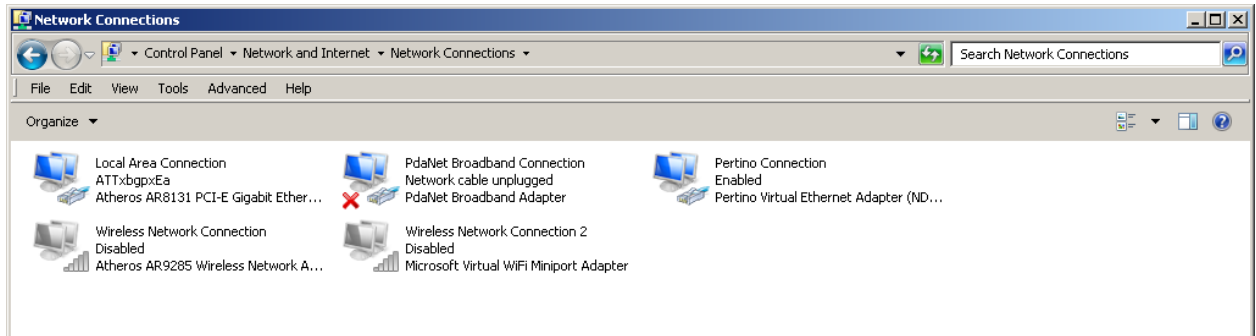 Network Connections
Control Panel Network and Internet Network Connections
Search Network Connections
File Edit View Tools Advanced Help
Organize
Local Area Connection
ATTxbgpxEa
Atheros AR8131 PCI-E Gigabit Ether...
PdaNet Broadband Connection
Network cable unplugged
PdaNet Broadband Adapter
Pertino Connection
Enabled
Pertino Virtual Ethernet Adapter (ND...
Wireless Network Connection
Disabled
Atheros AR9285 Wireless Network A...
Wireless Network Connection 2
Disabled
Microsoft Virtual WiFi Miniport Adapter